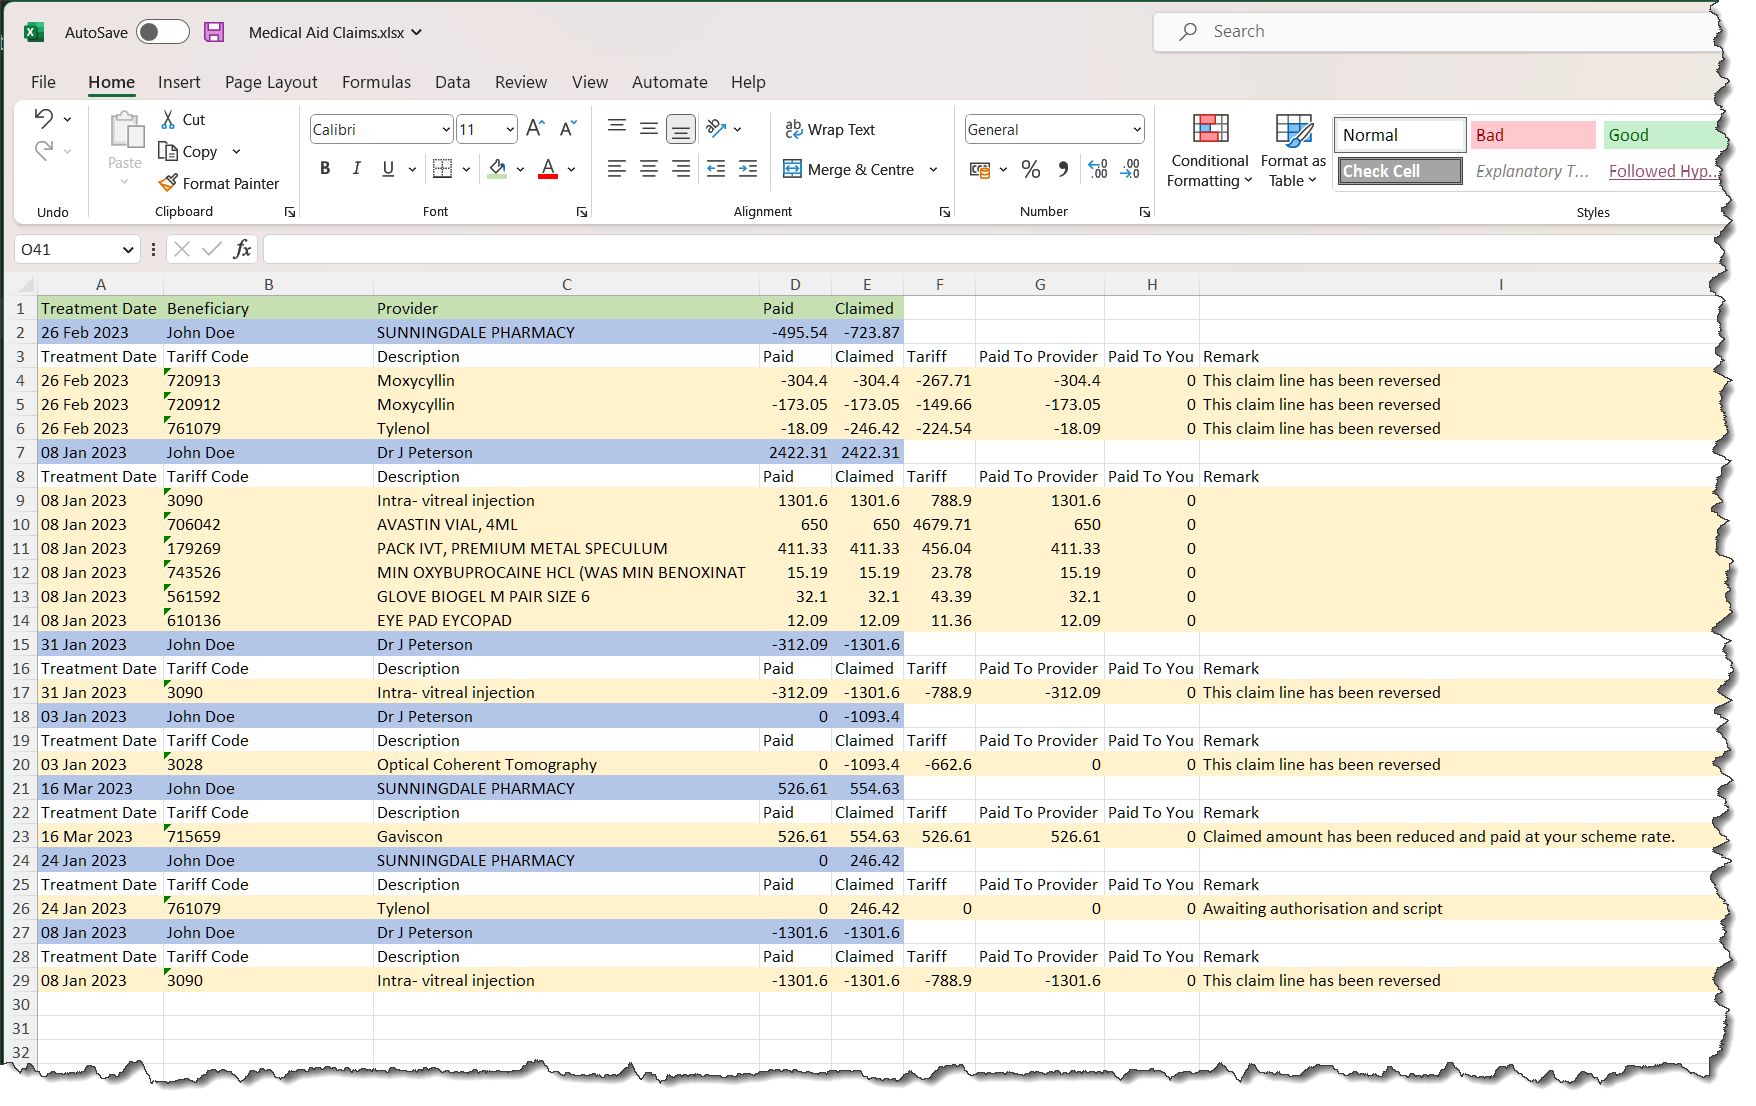 AutoSave Medical Aid Claims.xlsx Search
File Home Insert Page Layout Formulas Data Review View Automate Help
Paste
Cut
Copy
Format Painter
Calibri 11
B I U
Wrap Text
Merge & Centre
General
% 
Conditional Formatting
Format as Table
Normal Bad Good
Check Cell Explanatory T... Followed Hyp...
Undo Clipboard Font Alignment Number Styles
O41 fx
A B C D E F G H I
1 Treatment Date Beneficiary Provider Paid Claimed
2 26 Feb 2023 John Doe SUNNINGDALE PHARMACY -495.54 -723.87
3 Treatment Date Tariff Code Description Paid Claimed Tariff Paid To Provider Paid To You Remark
4 26 Feb 2023 720913 Moxycyllin -304.4 -304.4 -267.71 -304.4 0 This claim line has been reversed
5 26 Feb 2023 720912 Moxycyllin -173.05 -173.05 -149.66 -173.05 0 This claim line has been reversed
6 26 Feb 2023 761079 Tylenol -18.09 -246.42 -224.54 -18.09 0 This claim line has been reversed
7 08 Jan 2023 John Doe Dr J Peterson 2422.31 2422.31
8 Treatment Date Tariff Code Description Paid Claimed Tariff Paid To Provider Paid To You Remark
9 08 Jan 2023 3090 Intra- vitreal injection 1301.6 1301.6 788.9 1301.6 0
10 08 Jan 2023 706042 AVASTIN VIAL, 4ML 650 650 4679.71 650 0
11 08 Jan 2023 179269 PACK IVT, PREMIUM METAL SPECULUM 411.33 411.33 456.04 411.33 0
12 08 Jan 2023 743526 MIN OXYBUPROCAINE HCL (WAS MIN BENOXINAT 15.19 15.19 23.78 15.19 0
13 08 Jan 2023 561592 GLOVE BIOGEL M PAIR SIZE 6 32.1 32.1 43.39 32.1 0
14 08 Jan 2023 610136 EYE PAD EYCOPAD 12.09 12.09 11.36 12.09 0
15 31 Jan 2023 John Doe Dr J Peterson -312.09 -1301.6
16 Treatment Date Tariff Code Description Paid Claimed Tariff Paid To Provider Paid To You Remark
17 31 Jan 2023 3090 Intra- vitreal injection -312.09 -1301.6 -788.9 -312.09 0 This claim line has been reversed
18 03 Jan 2023 John Doe Dr J Peterson 0 -1093.4
19 Treatment Date Tariff Code Description Paid Claimed Tariff Paid To Provider Paid To You Remark
20 03 Jan 2023 3028 Optical Coherent Tomography 0 -1093.4 -662.6 0 0 This claim line has been reversed
21 16 Mar 2023 John Doe SUNNINGDALE PHARMACY 526.61 554.63
22 Treatment Date Tariff Code Description Paid Claimed Tariff Paid To Provider Paid To You Remark
23 16 Mar 2023 715659 Gaviscon 526.61 554.63 526.61 526.61 0 Claimed amount has been reduced and paid at your scheme rate.
24 24 Jan 2023 John Doe SUNNINGDALE PHARMACY 0 246.42
25 Treatment Date Tariff Code Description Paid Claimed Tariff Paid To Provider Paid To You Remark
26 24 Jan 2023 761079 Tylenol 0 246.42 0 0 0 Awaiting authorisation and script
27 08 Jan 2023 John Doe Dr J Peterson -1301.6 -1301.6
28 Treatment Date Tariff Code Description Paid Claimed Tariff Paid To Provider Paid To You Remark
29 08 Jan 2023 3090 Intra- vitreal injection -1301.6 -1301.6 -788.9 -1301.6 0 This claim line has been reversed
30
31
32